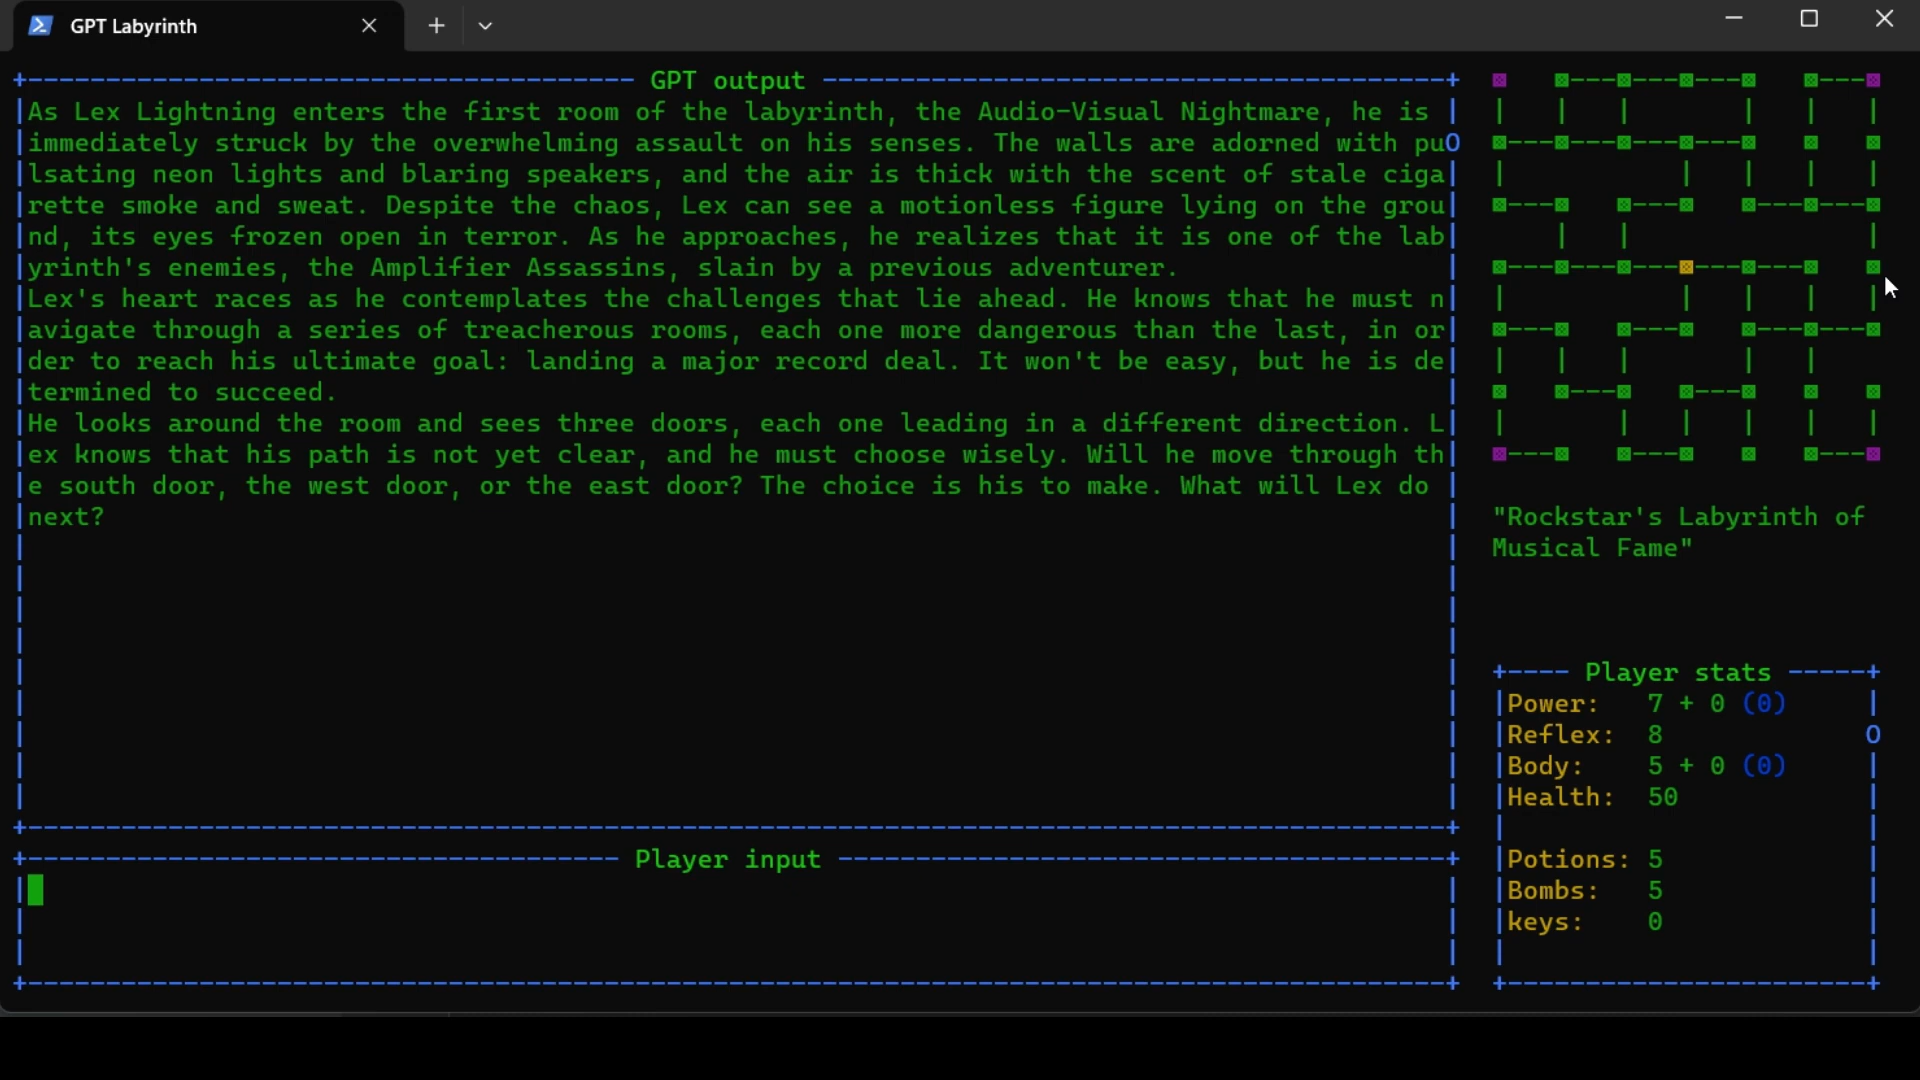 GPT Labyrinth
GPT output
As Lex Lightning enters the first room of the labyrinth, the Audio-Visual Nightmare, he is
immediately struck by the overwhelming assault on his senses. The walls are adorned with pu
lsating neon lights and blaring speakers, and the air is thick with the scent of stale ciga
rette smoke and sweat. Despite the chaos, Lex can see a motionless figure lying on the grou
nd, its eyes frozen open in terror. As he approaches, he realizes that it is one of the lab
yrinth's enemies, the Amplifier Assassins, slain by a previous adventurer.
Lex's heart races as he contemplates the challenges that lie ahead. He knows that he must n
avigate through a series of treacherous rooms, each one more dangerous than the last, in or
der to reach his ultimate goal: landing a major record deal. It won't be easy, but he is de
termined to succeed.
He looks around the room and sees three doors, each one leading in a different direction. L
ex knows that his path is not yet clear, and he must choose wisely. Will he move through th
e south door, the west door, or the east door? The choice is his to make. What will Lex do
next?
Player input
"Rockstar's Labyrinth of
Musical Fame"
Player stats
Power: 7 + 0 (0)
Reflex: 8
Body: 5 + 0 (0)
Health: 50
Potions: 5
Bombs: 5
keys: 0